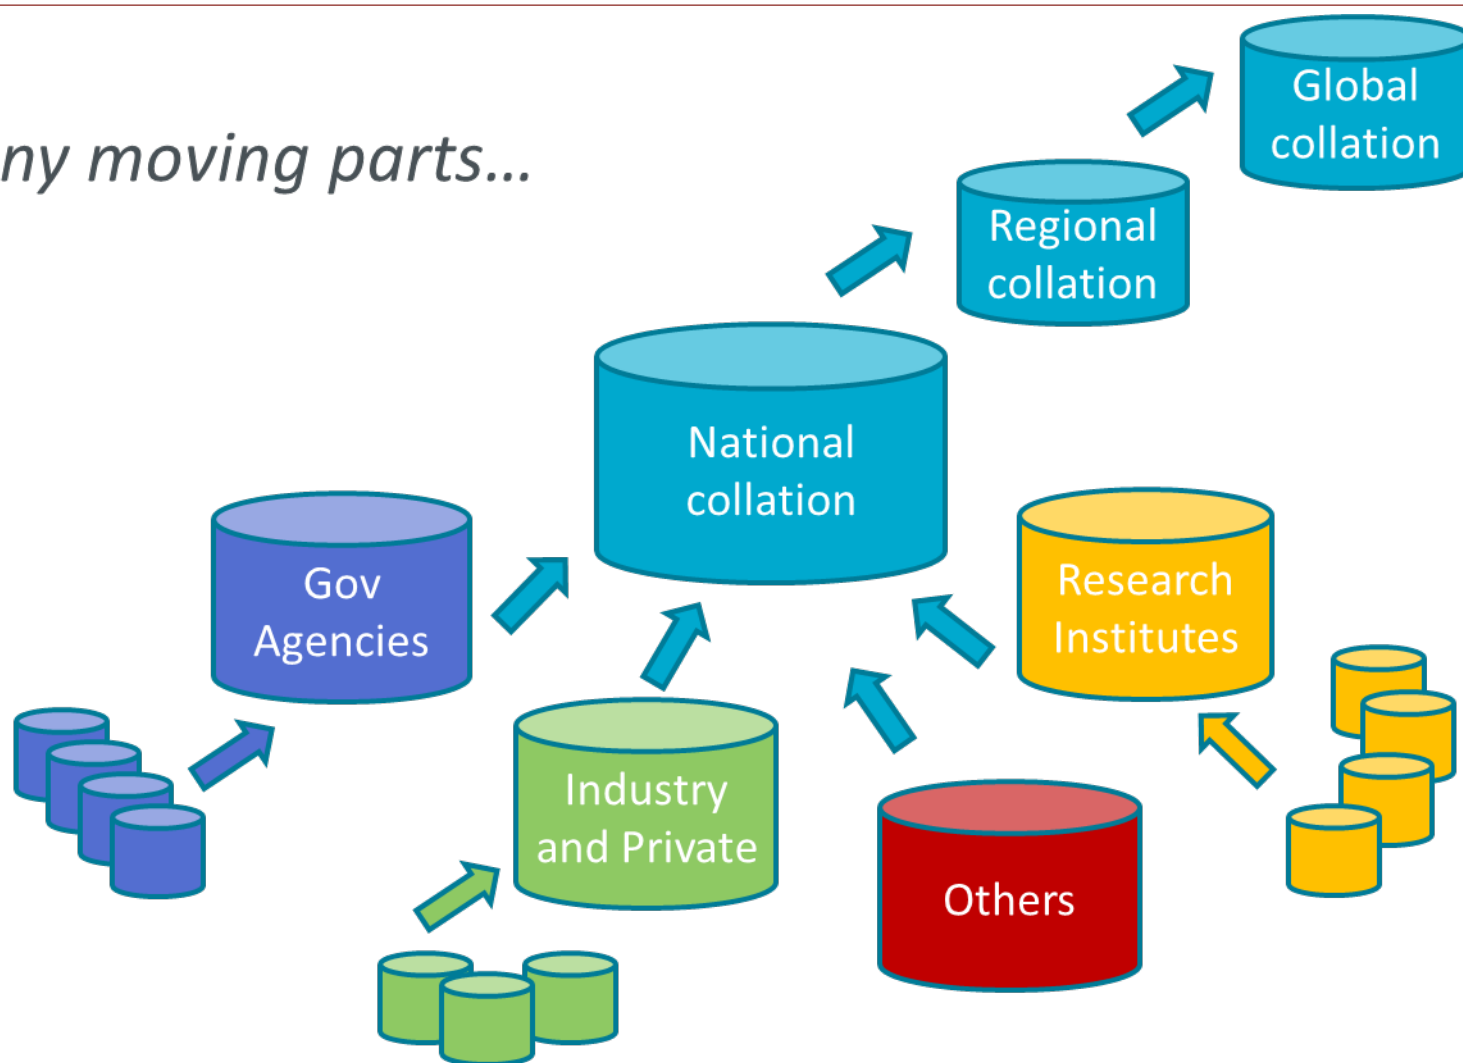 ny moving parts...
Global
collation
Regional
collation
National
collation
Gov
Agencies
Research
Institutes
Industry
and Private
Others